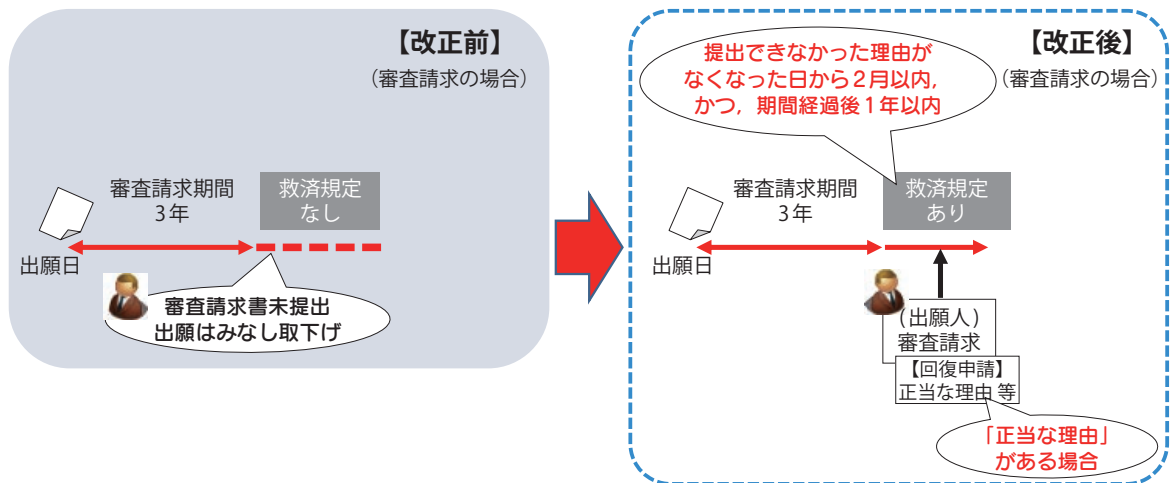 【改正前】
（審査請求の場合）
審査請求期間
3年
救済規定
なし
出願日
審査請求書未提出
出願はみなし取下げ
【改正後】
（審査請求の場合）
提出できなかった理由が
なくなった日から2月以内，
かつ，期間経過後1年以内
審査請求期間
3年
救済規定
あり
出願日
（出願人）
審査請求
【回復申請】
正当な理由 等
「正当な理由」
がある場合